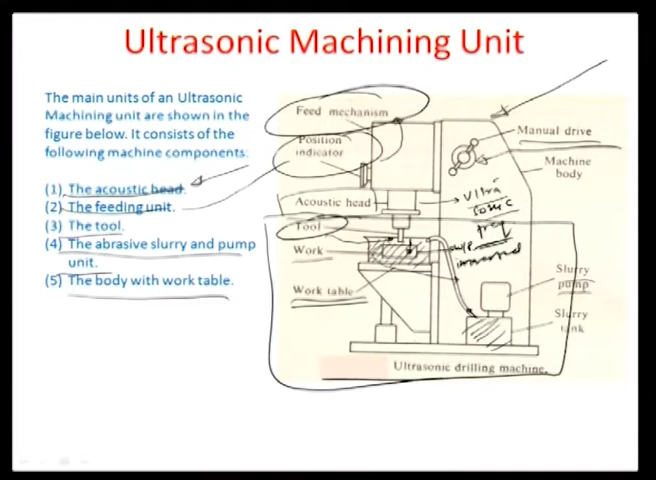 Ultrasonic Machining Unit
The main units of an Ultrasonic
Machining unit are shown in the
figure below. It consists of the
following machine components:
(1) The acoustic head.
(2) The feeding unit.
(3) The tool.
(4) The abrasive slurry and pump
unit.
(5) The body with work table.
Feed mechanism
Position
indicator
Acoustic head
Tool
Work
Work table
Manual drive
Machine
body
Ultra
sonic
freq
Slurry
pump
Slurry
tank
Ultrasonic drilling machine.